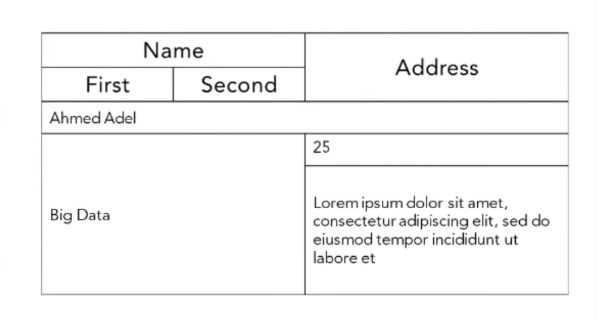 Name
Address
First
Second
Ahmed Adel
25
Big Data
Lorem ipsum dolor sit amet,
consectetur adipiscing elit, sed do
eiusmod tempor incididunt ut
labore et